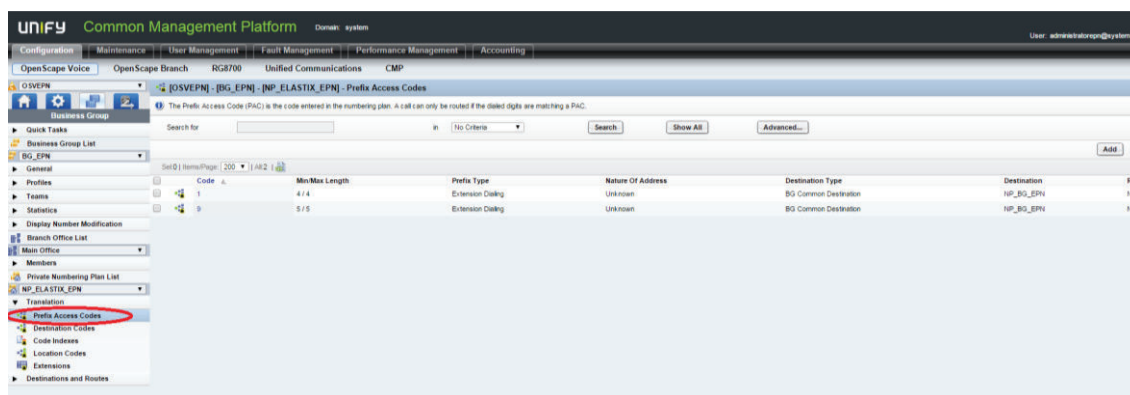 UNIFY Common Management Platform Domain: system
User: administratorepn@system
Configuration Maintenance User Management Fault Management Performance Management Accounting
OpenScape Voice OpenScape Branch RG8700 Unified Communications CMP
OSVEPN
[OSVEPN] - [BG_EPN] - [NP_ELASTIX_EPN] - Prefix Access Codes
The Prefix Access Code (PAC) is the code entered in the numbering plan. A call can only be routed if the dialed digits are matching a PAC.
Business Group
Search for in No Criteria Search Show All Advanced...
Add
Sel:0 | Items/Page: 200 | All:2 |
Code Min/Max Length Prefix Type Nature Of Address Destination Type Destination
1 4 / 4 Extension Dialing Unknown BG Common Destination NP_BG_EPN
9 5 / 5 Extension Dialing Unknown BG Common Destination NP_BG_EPN
Quick Tasks
Business Group List
BG_EPN
General
Profiles
Teams
Statistics
Display Number Modification
Branch Office List
Main Office
Members
Private Numbering Plan List
NP_ELASTIX_EPN
Translation
Prefix Access Codes
Destination Codes
Code Indexes
Location Codes
Extensions
Destinations and Routes